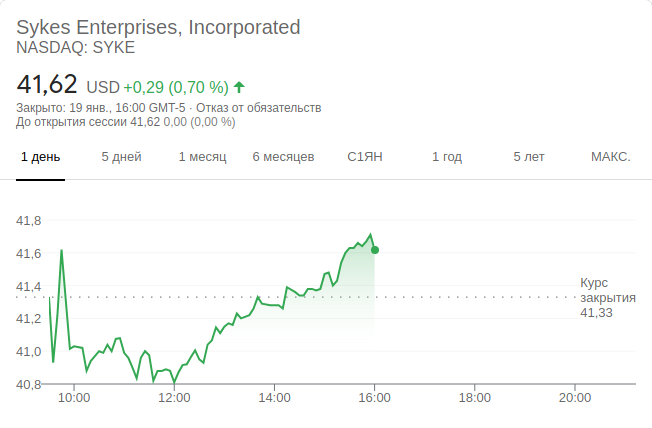 Sykes Enterprises, Incorporated
NASDAQ: SYKE
41,62 USD +0,29 (0,70 %)
Закрыто: 19 янв., 16:00 GMT-5 · Отказ от обязательств
До открытия сессии 41,62 0,00 (0,00 %)
1 день 5 дней 1 месяц 6 месяцев С1ЯН 1 год 5 лет МАКС.
41,8
41,6
41,4
41,2
41,0
40,8
Курс
закрытия
41,33
10:00 12:00 14:00 16:00 18:00 20:00